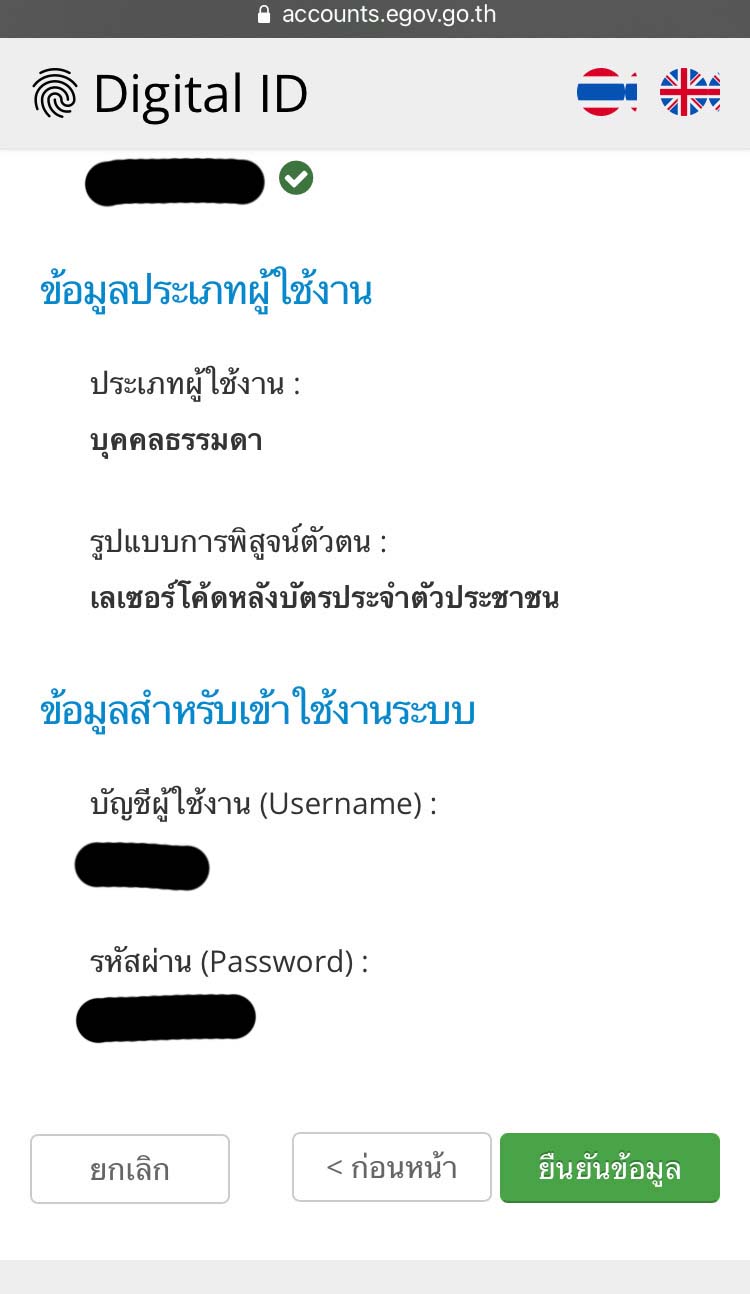 accounts.egov.go.th
Digital ID
ข้อมูลประเภทผู้ใช้งาน
ประเภทผู้ใช้งาน :
บุคคลธรรมดา
รูปแบบการพิสูจน์ตัวตน :
เลเซอร์โค้ดหลังบัตรประจำตัวประชาชน
ข้อมูลสำหรับเข้าใช้งานระบบ
บัญชีผู้ใช้งาน (Username) :
รหัสผ่าน (Password) :
ยกเลิก
< ก่อนหน้า
ยืนยันข้อมูล